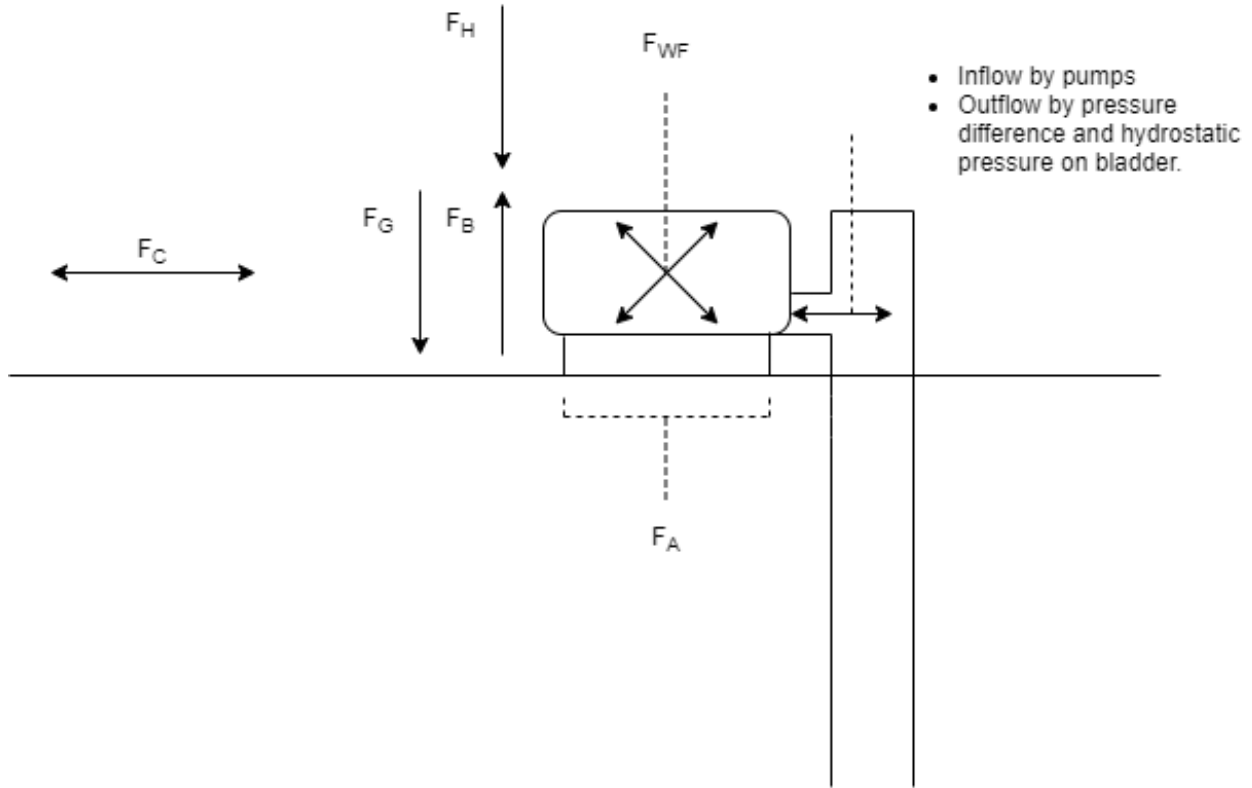 F_H
F_WF
• Inflow by pumps
• Outflow by pressure
difference and hydrostatic
pressure on bladder.
F_C
F_G
F_B
F_A